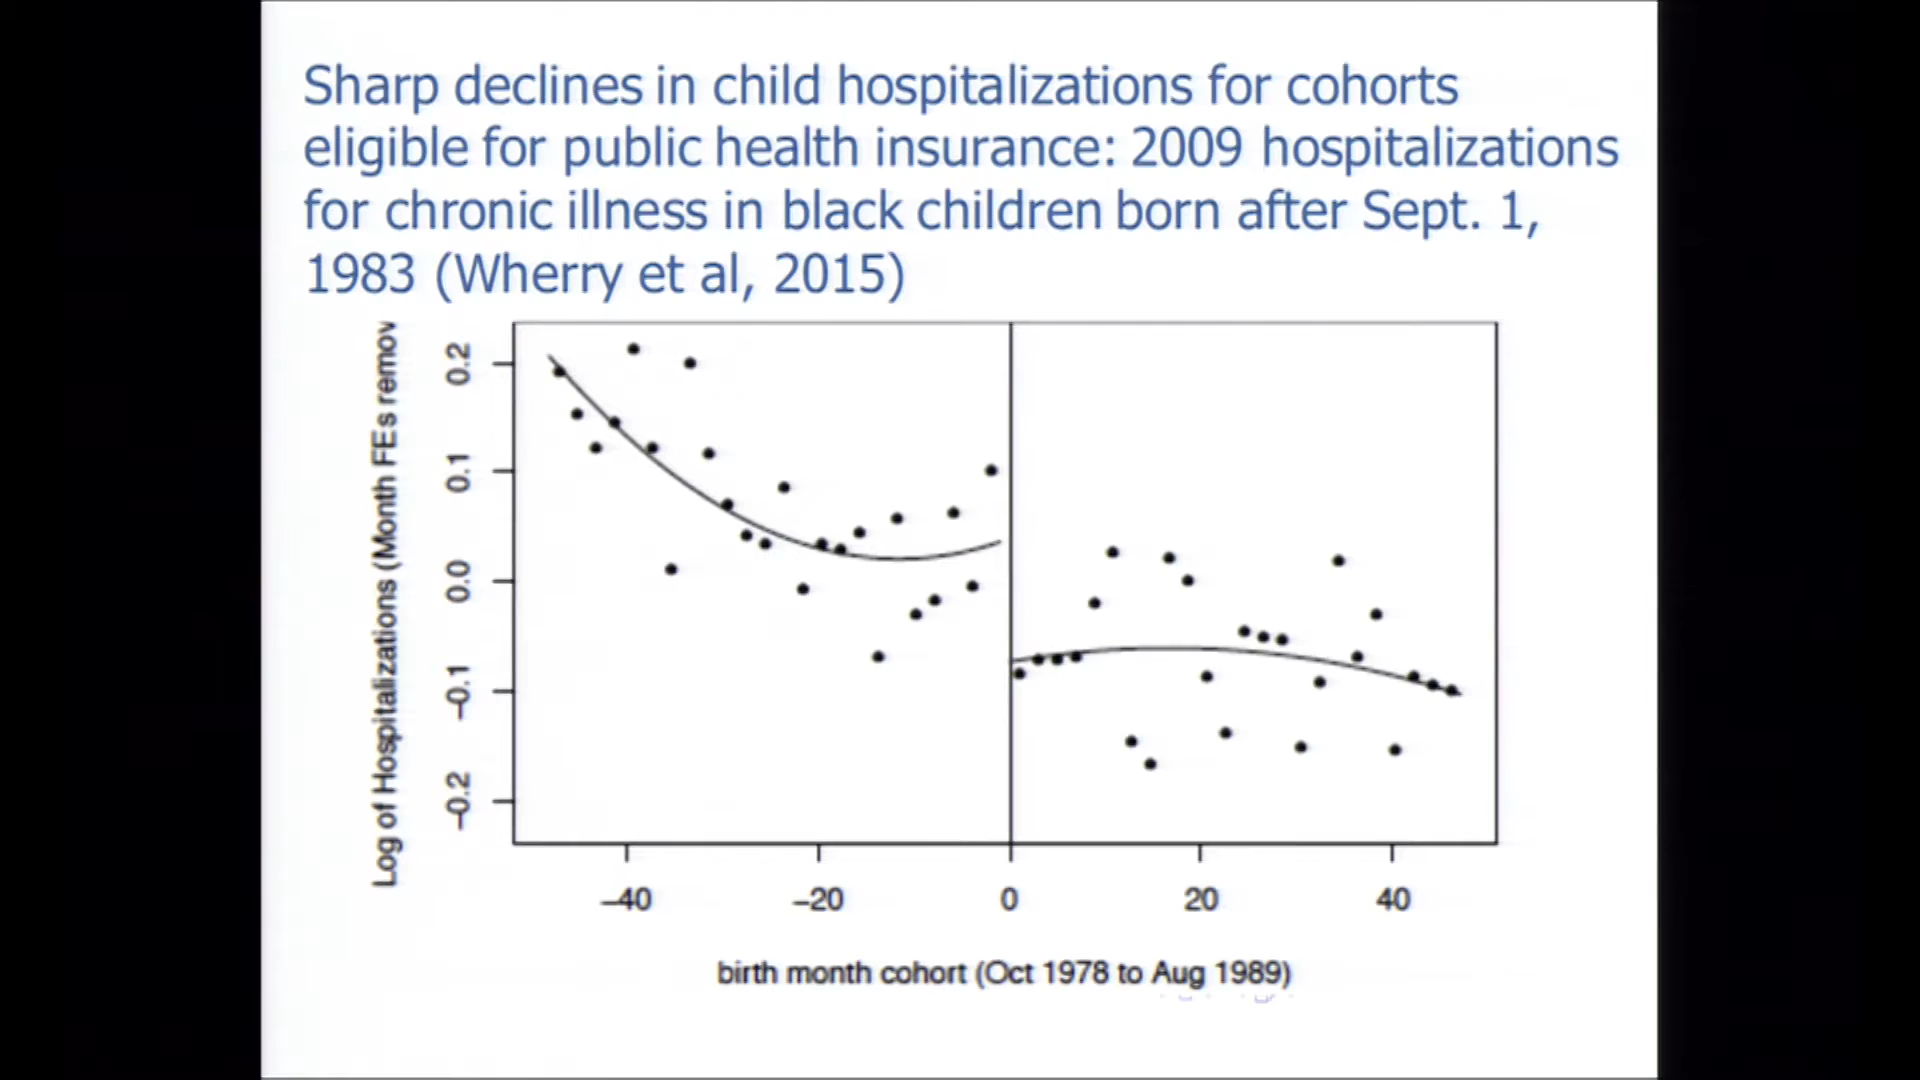 Sharp declines in child hospitalizations for cohorts
eligible for public health insurance: 2009 hospitalizations
for chronic illness in black children born after Sept. 1,
1983 (Wherry et al, 2015)
Log of Hospitalizations (Month FEs remov
0.2
0.1
0.0
−0.1
−0.2
−40 −20 0 20 40
birth month cohort (Oct 1978 to Aug 1989)